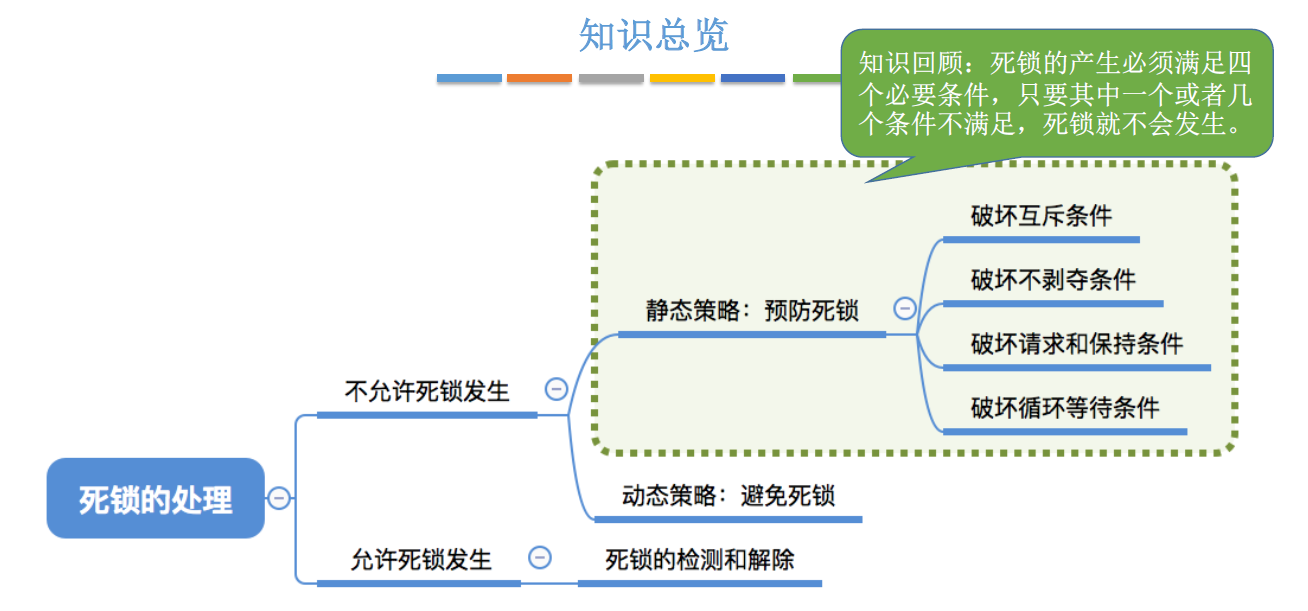 知识总览
知识回顾：死锁的产生必须满足四
个必要条件，只要其中一个或者几
个条件不满足，死锁就不会发生。
破坏互斥条件
破坏不剥夺条件
静态策略：预防死锁
破坏请求和保持条件
不允许死锁发生
破坏循环等待条件
死锁的处理
动态策略：避免死锁
允许死锁发生
死锁的检测和解除